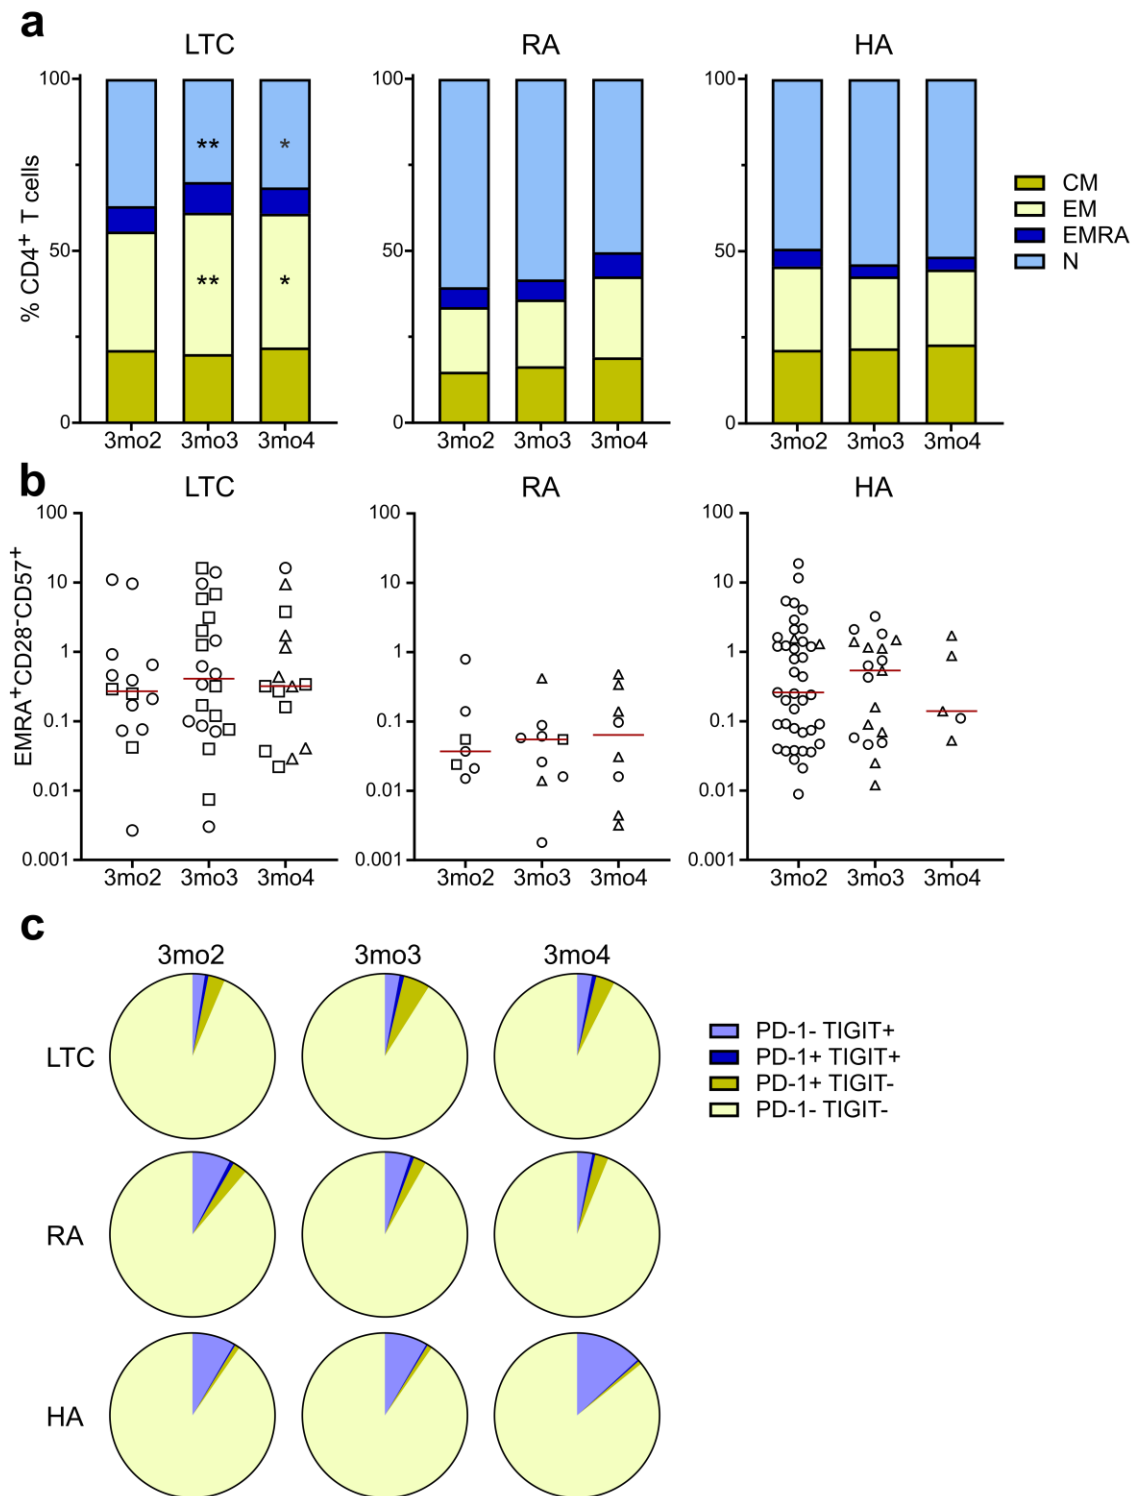 a
LTC
RA
HA
% CD4+ T cells
100
50
0
** *
** *
3mo2 3mo3 3mo4
100
50
0
3mo2 3mo3 3mo4
100
50
0
3mo2 3mo3 3mo4
CM
EM
EMRA
N
b
LTC
RA
HA
EMRA+CD28-CD57+
100
10
1
0.1
0.01
0.001
3mo2 3mo3 3mo4
100
10
1
0.1
0.01
0.001
3mo2 3mo3 3mo4
100
10
1
0.1
0.01
0.001
3mo2 3mo3 3mo4
c
3mo2 3mo3 3mo4
LTC
RA
HA
PD-1- TIGIT+
PD-1+ TIGIT+
PD-1+ TIGIT-
PD-1- TIGIT-